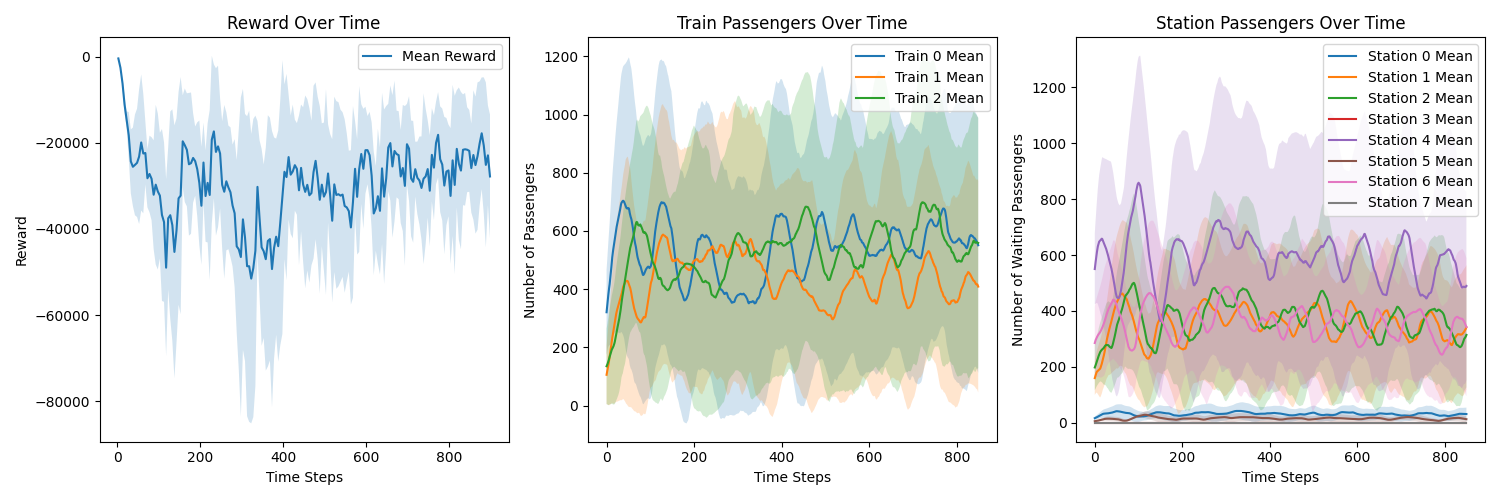 Reward Over Time
Mean Reward
0
−20000
−40000
−60000
−80000
Reward
0 200 400 600 800
Time Steps
Train Passengers Over Time
Train 0 Mean
Train 1 Mean
Train 2 Mean
1200
1000
800
600
400
200
0
Number of Passengers
0 200 400 600 800
Time Steps
Station Passengers Over Time
Station 0 Mean
Station 1 Mean
Station 2 Mean
Station 3 Mean
Station 4 Mean
Station 5 Mean
Station 6 Mean
Station 7 Mean
1200
1000
800
600
400
200
0
Number of Waiting Passengers
0 200 400 600 800
Time Steps